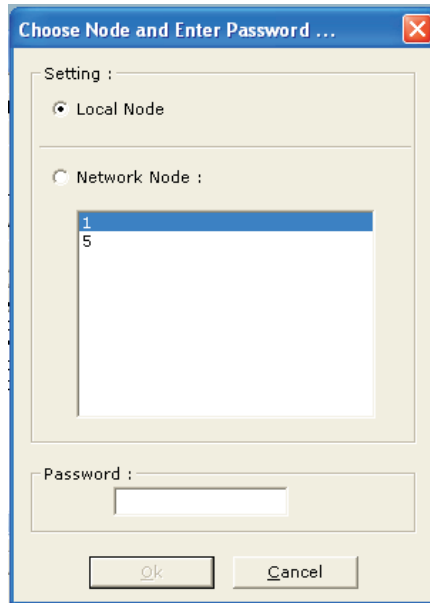 Choose Node and Enter Password ...
Setting :
Local Node
Network Node :
1
5
Password :
Ok
Cancel